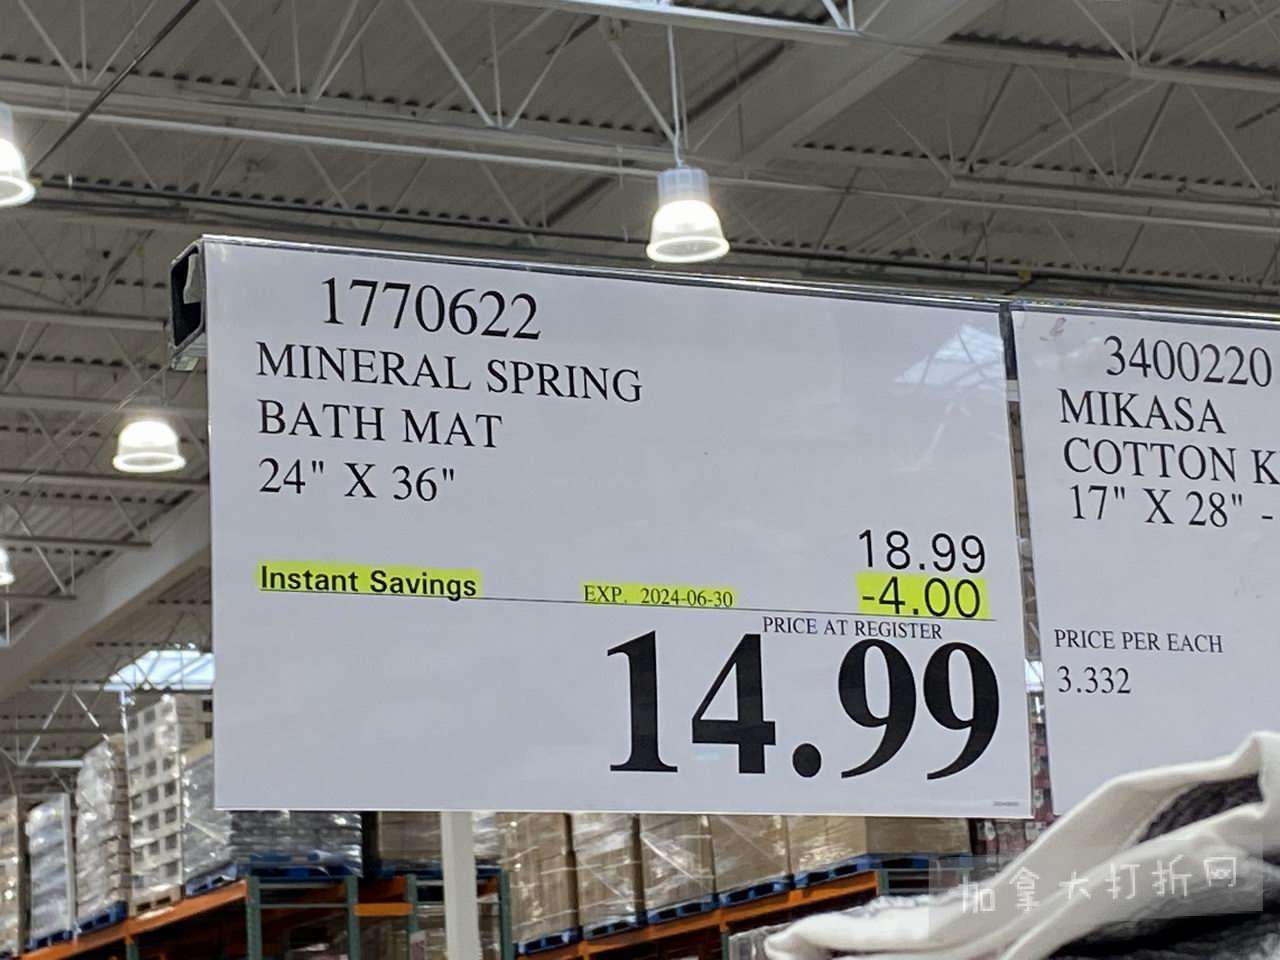 1770622
MINERAL SPRING
BATH MAT
24" X 36"
18.99
Instant Savings EXP. 2024-06-30 -4.00
PRICE AT REGISTER
14.99
3400220
MIKASA
COTTON K
17" X 28" -
PRICE PER EACH
3.332
加拿大打折网